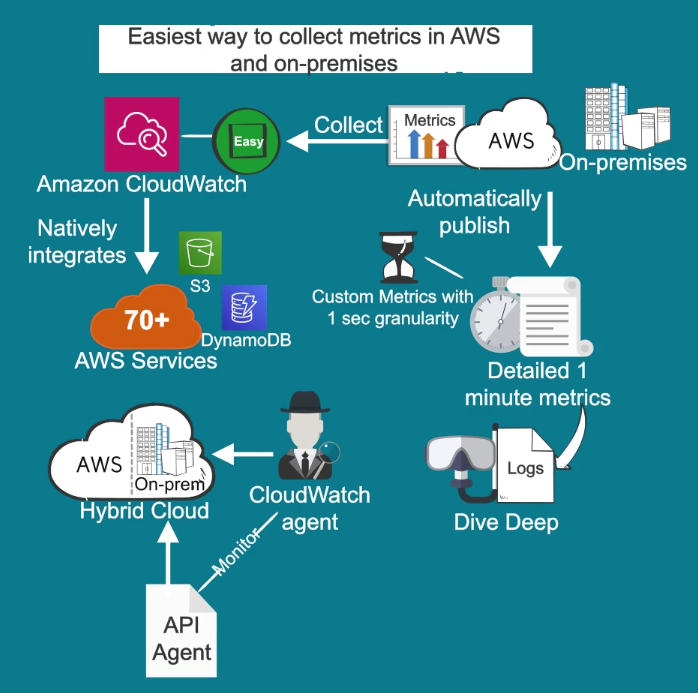 Easiest way to collect metrics in AWS
and on-premises
Amazon CloudWatch
Easy
Collect
Metrics
AWS
On-premises
Natively
integrates
S3
DynamoDB
70+
AWS Services
Automatically
publish
Custom Metrics with
1 sec granularity
Detailed 1
minute metrics
Logs
Dive Deep
AWS
On-prem
Hybrid Cloud
CloudWatch
agent
Monitor
API
Agent